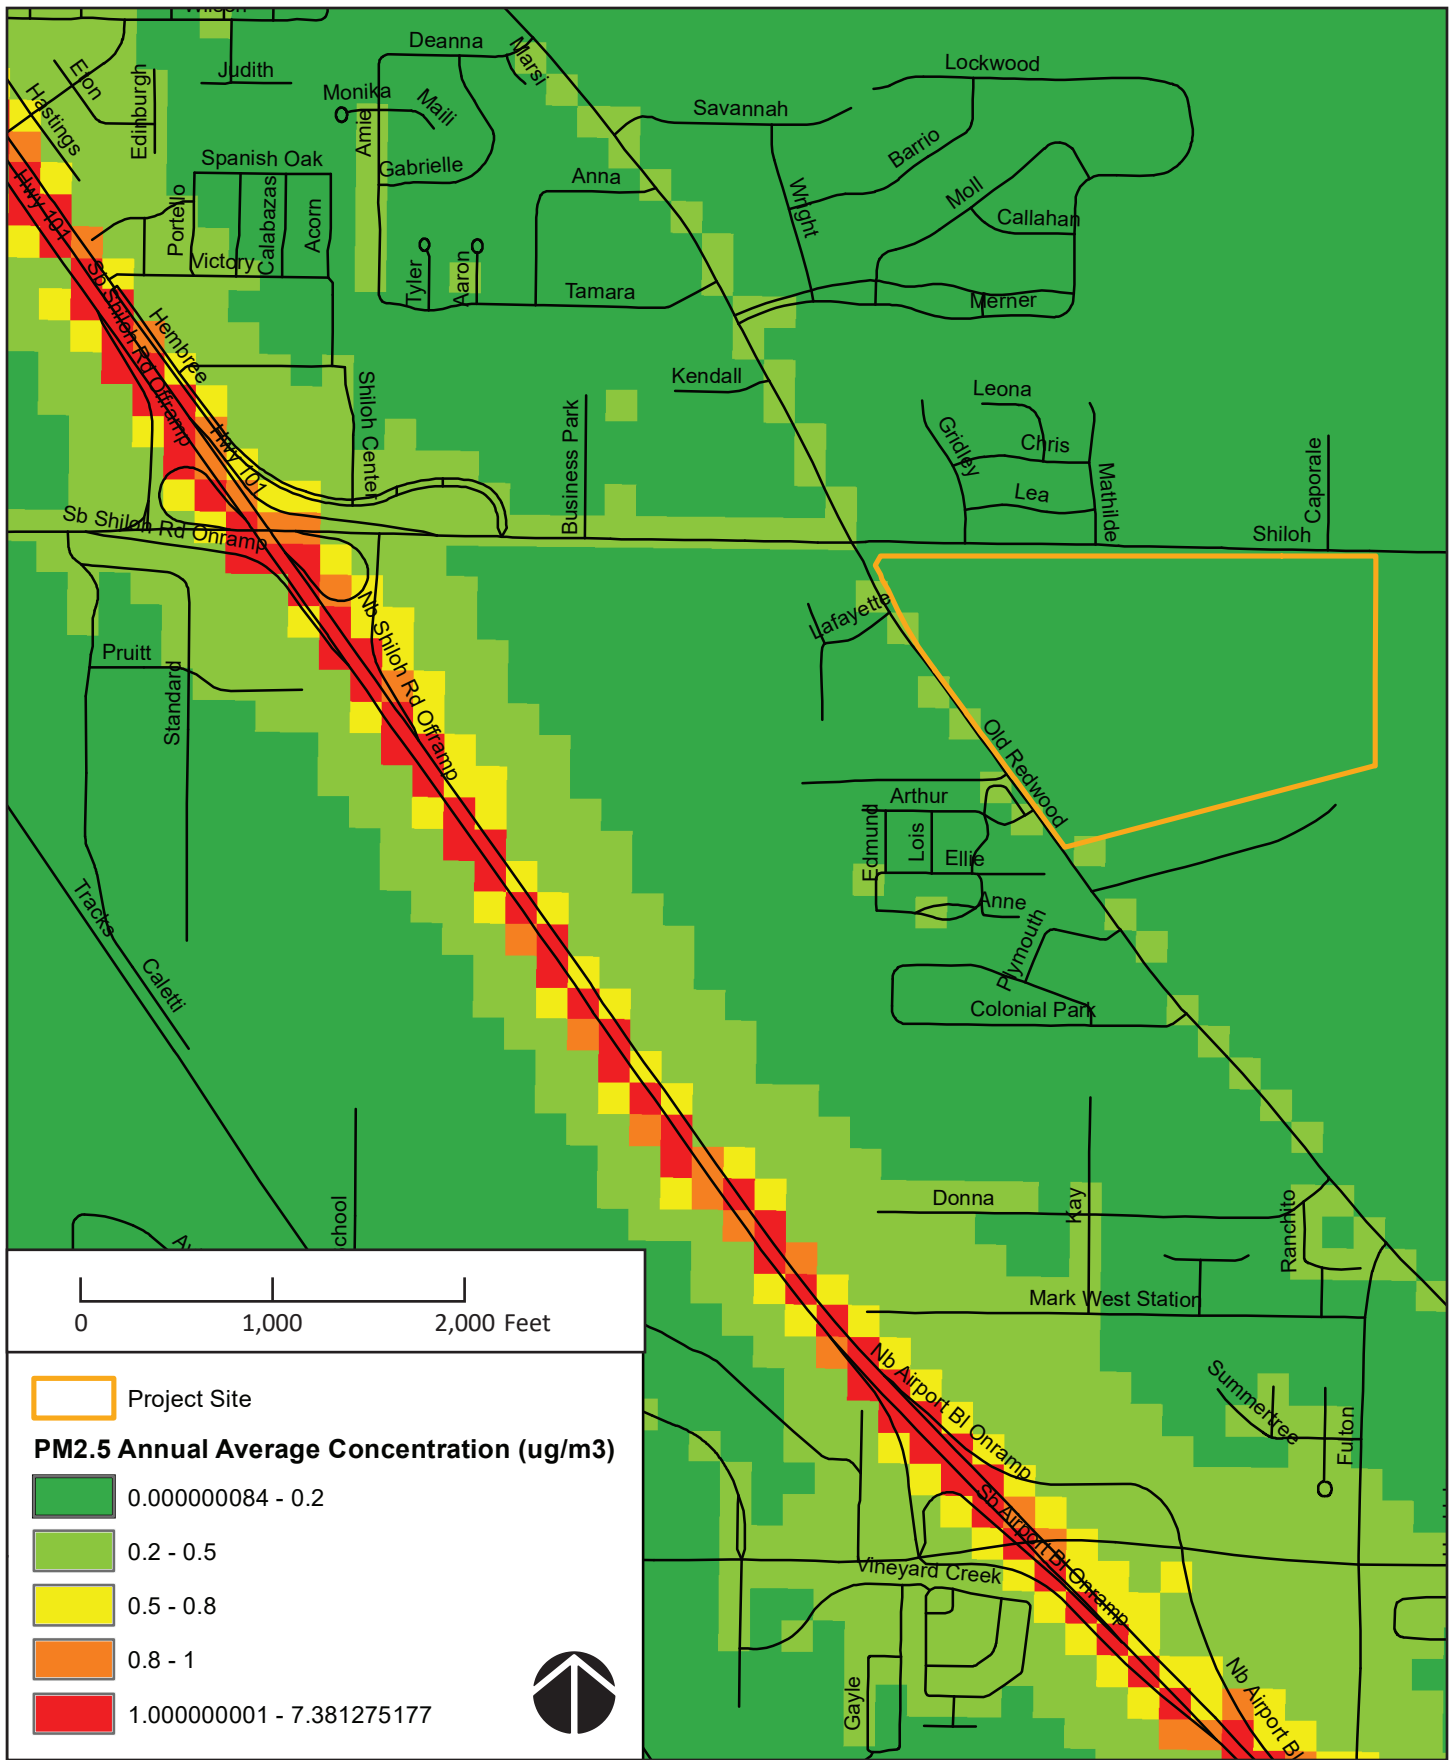 Wilson
Deanna
Marsi
Lockwood
Elon
Judith
Hastings
Edinburgh
Monika
Maili
Amie
Savannah
Barrio
Spanish Oak
Gabrielle
Anna
Moll
Wright
Callahan
Hwy 101
Portello
Calabazas
Acorn
Victory
Tyler
Aaron
Tamara
Merner
Sb Shiloh Rd Offramp
Hembree
Kendall
Leona
Shiloh Center
Business Park
Gridley
Chris
Hwy 101
Lea
Mathilde
Caporale
Sb Shiloh Rd Onramp
Shiloh
Nb Shiloh Rd Offramp
Lafayette
Pruitt
Standard
Old Redwood
Arthur
Edmund
Lois
Ellie
Anne
Tracks
Plymouth
Caletti
Colonial Park
Donna
Kay
Ranchito
chool
Av
Mark West Station
0 1,000 2,000 Feet
Nb Airport Bl Onramp
Summertree
Fulton
Project Site
PM2.5 Annual Average Concentration (ug/m3)
0.000000084 - 0.2
0.2 - 0.5
0.5 - 0.8
0.8 - 1
1.000000001 - 7.381275177
Sb Airport Bl Onramp
Vineyard Creek
Gayle
Nb Airport Bl